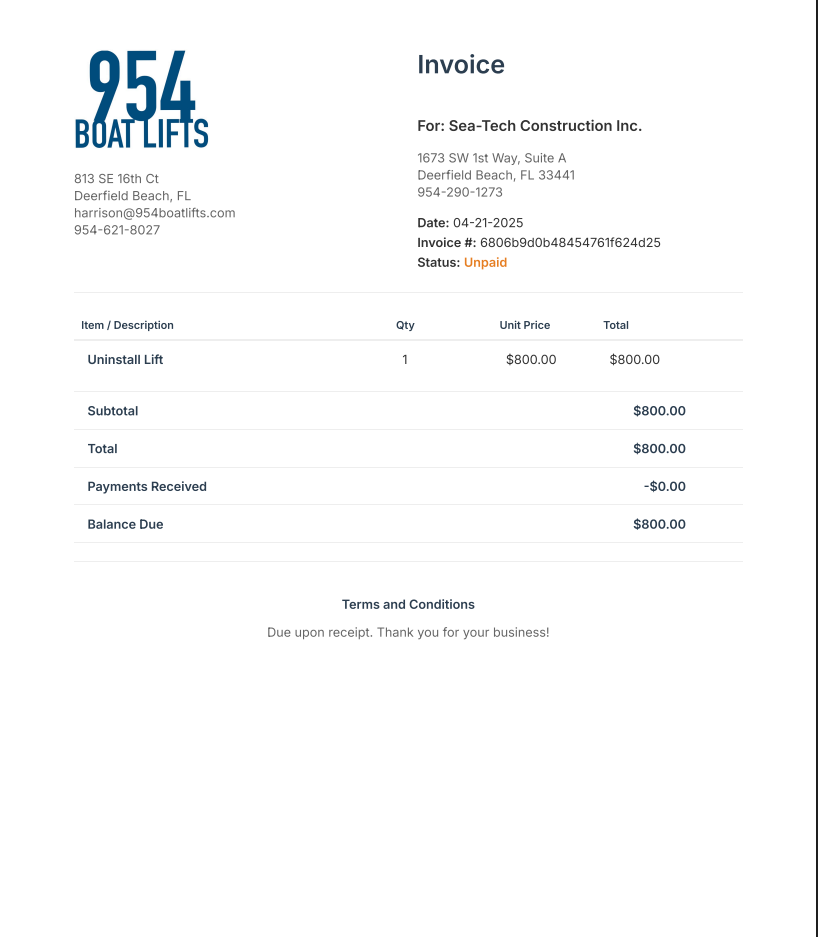 954
BOAT LIFTS
813 SE 16th Ct
Deerfield Beach, FL
harrison@954boatlifts.com
954-621-8027
Invoice
For: Sea-Tech Construction Inc.
1673 SW 1st Way, Suite A
Deerfield Beach, FL 33441
954-290-1273
Date: 04-21-2025
Invoice #: 6806b9d0b48454761f624d25
Status: Unpaid
Item / Description Qty Unit Price Total
Uninstall Lift 1 $800.00 $800.00
Subtotal $800.00
Total $800.00
Payments Received -$0.00
Balance Due $800.00
Terms and Conditions
Due upon receipt. Thank you for your business!